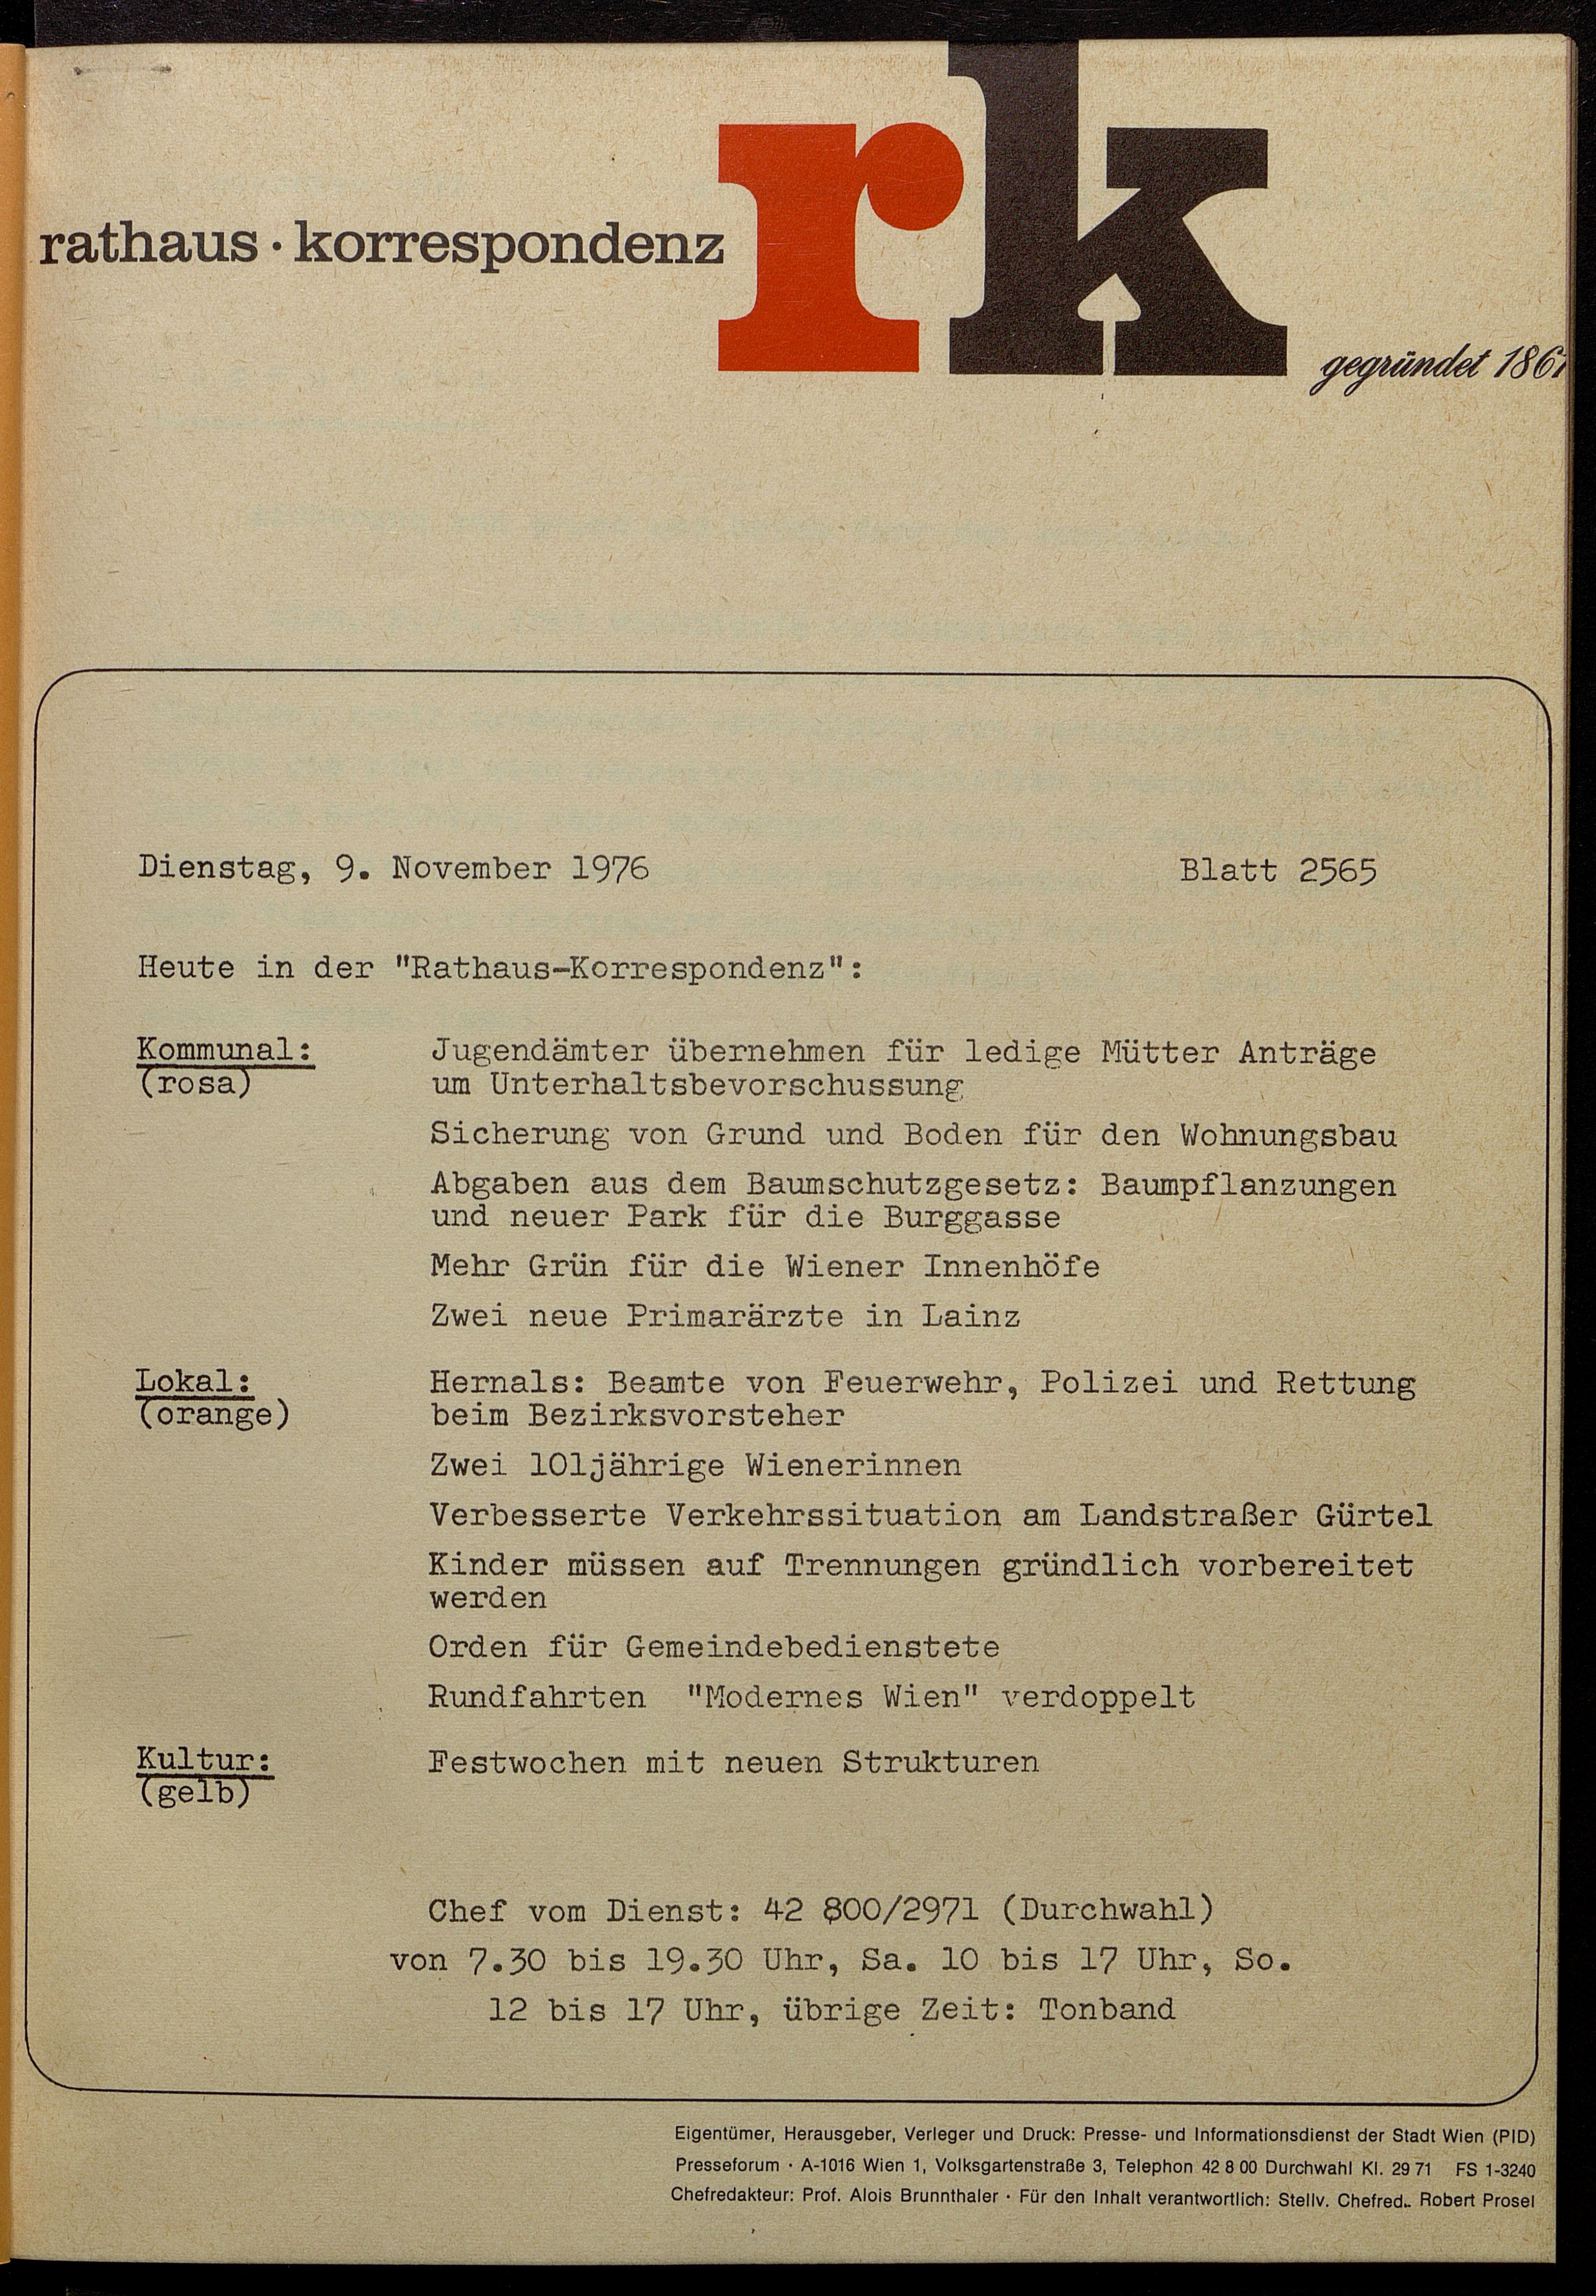 rk
rathaus · korrespondenz
gegründet 1861
Dienstag, 9. November 1976 Blatt 2565
Heute in der "Rathaus-Korrespondenz":
Kommunal: Jugendämter übernehmen für ledige Mütter Anträge
(rosa) um Unterhaltsbevorschussung
Sicherung von Grund und Boden für den Wohnungsbau
Abgaben aus dem Baumschutzgesetz: Baumpflanzungen
und neuer Park für die Burggasse
Mehr Grün für die Wiener Innenhöfe
Zwei neue Primarärzte in Lainz
Lokal: Hernals: Beamte von Feuerwehr, Polizei und Rettung
(orange) beim Bezirksvorsteher
Zwei 101jährige Wienerinnen
Verbesserte Verkehrssituation am Landstraßer Gürtel
Kinder müssen auf Trennungen gründlich vorbereitet
werden
Orden für Gemeindebedienstete
Rundfahrten "Modernes Wien" verdoppelt
Kultur: Festwochen mit neuen Strukturen
(gelb)
Chef vom Dienst: 42 800/2971 (Durchwahl)
von 7.30 bis 19.30 Uhr, Sa. 10 bis 17 Uhr, So.
12 bis 17 Uhr, übrige Zeit: Tonband
Eigentümer, Herausgeber, Verleger und Druck: Presse- und Informationsdienst der Stadt Wien (PID)
Presseforum · A-1016 Wien 1, Volksgartenstraße 3, Telephon 42 8 00 Durchwahl Kl. 29 71 FS 1-3240
Chefredakteur: Prof. Alois Brunnthaler · Für den Inhalt verantwortlich: Stellv. Chefred.. Robert Prosel